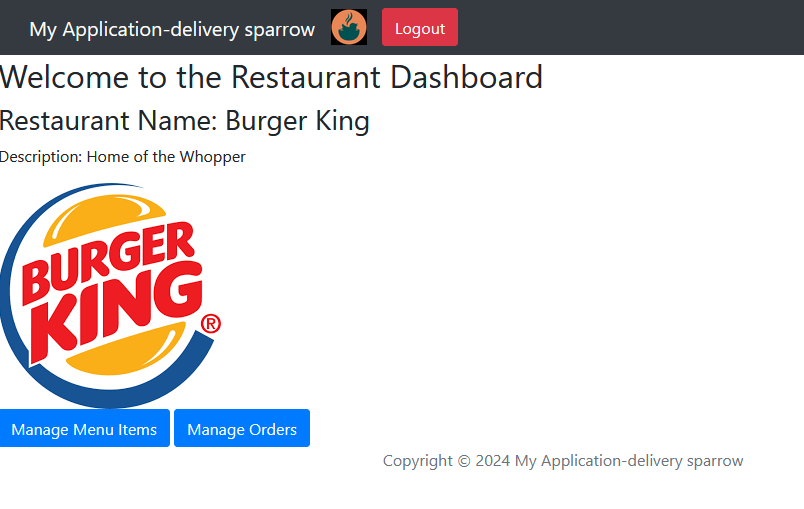 My Application-delivery sparrow Logout
Welcome to the Restaurant Dashboard
Restaurant Name: Burger King
Description: Home of the Whopper
BURGER
KING®
Manage Menu Items Manage Orders
Copyright © 2024 My Application-delivery sparrow